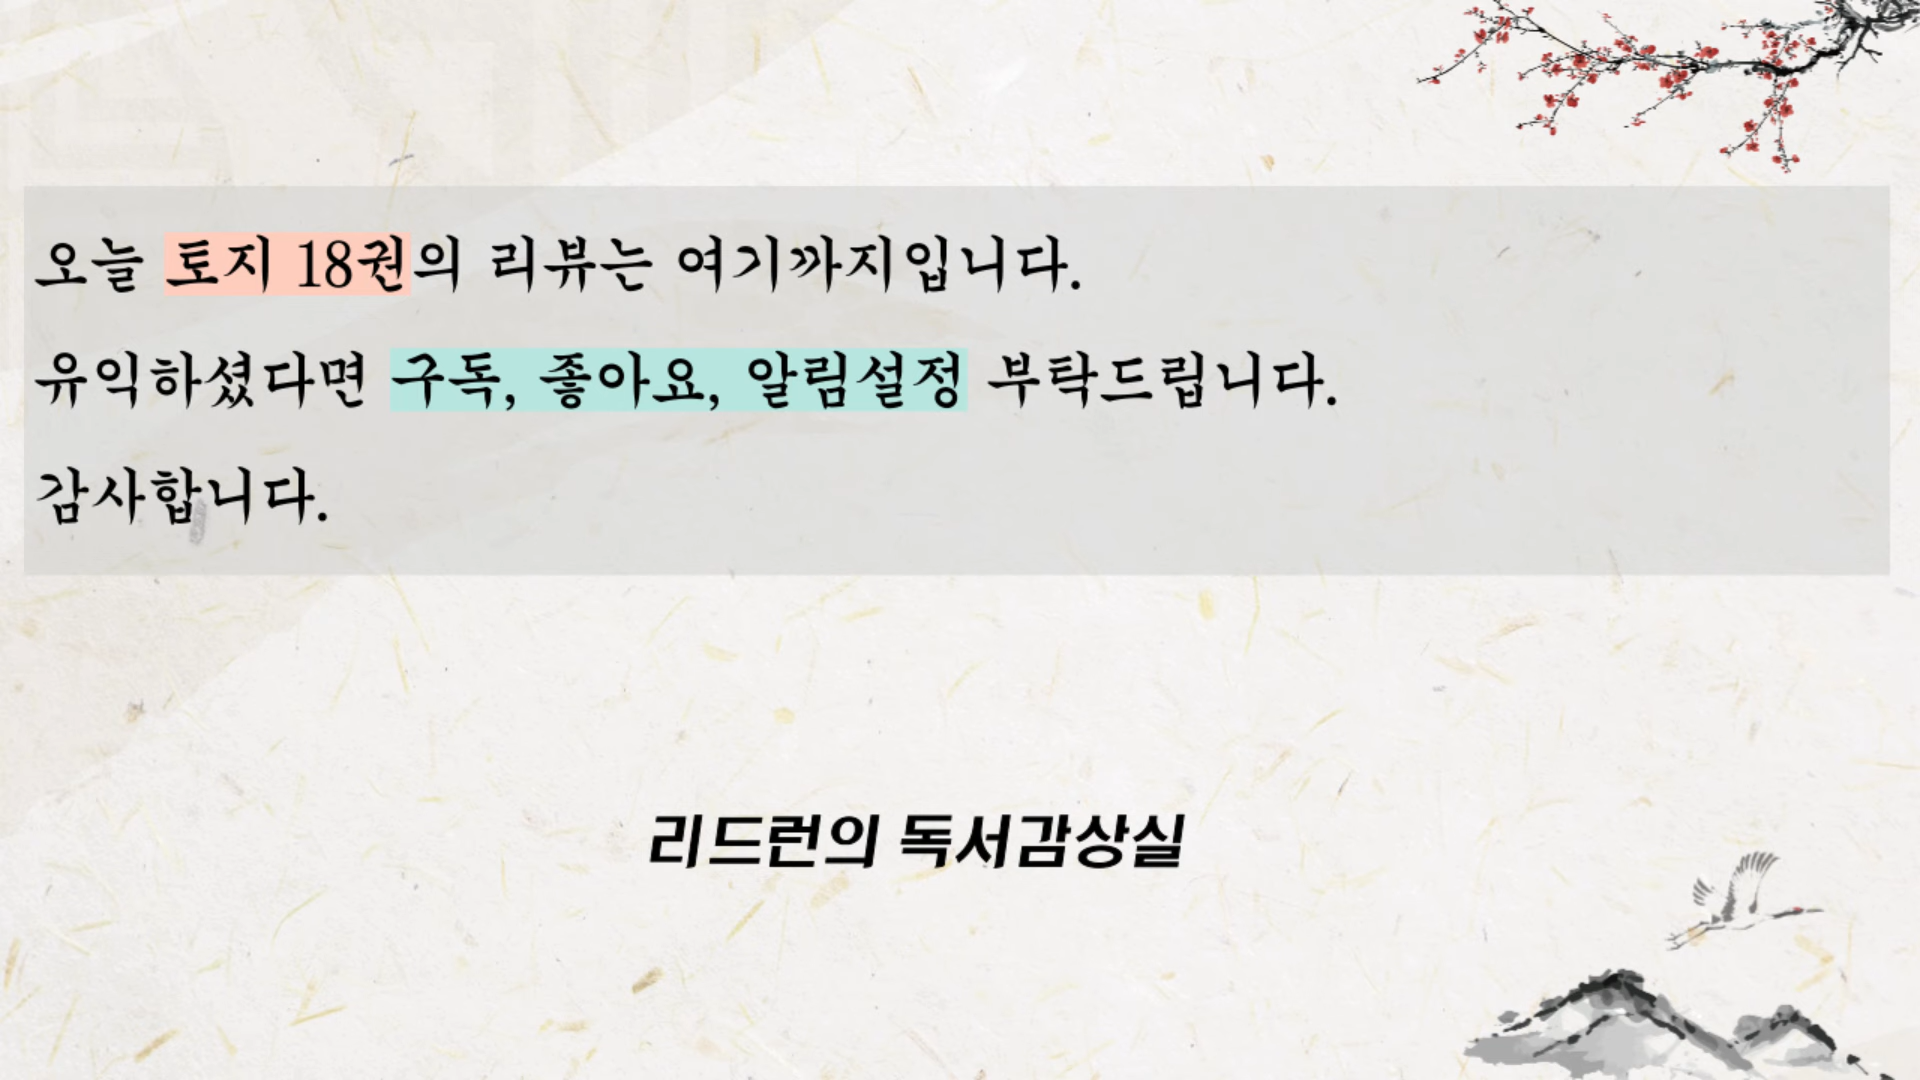 오늘 토지 18권의 리뷰는 여기까지입니다.
유익하셨다면 구독, 좋아요, 알림설정 부탁드립니다.
감사합니다.
리드런의 독서감상실